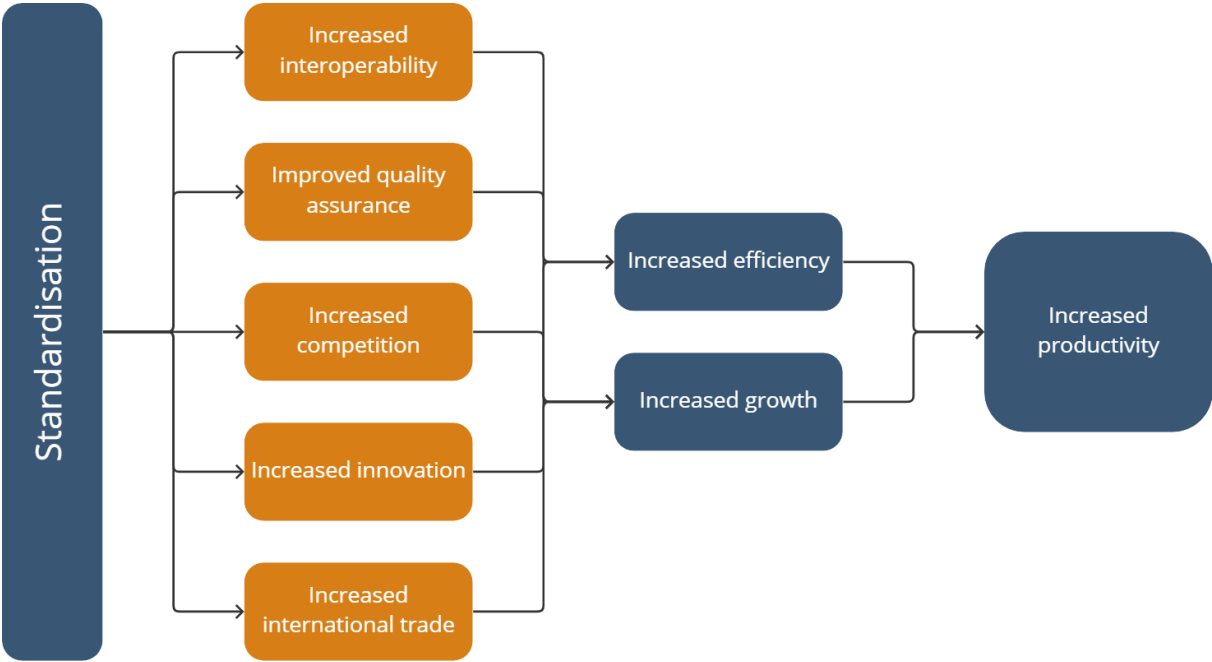 Standardisation
Increased
interoperability
Improved quality
assurance
Increased
competition
Increased innovation
Increased
international trade
Increased efficiency
Increased growth
Increased
productivity